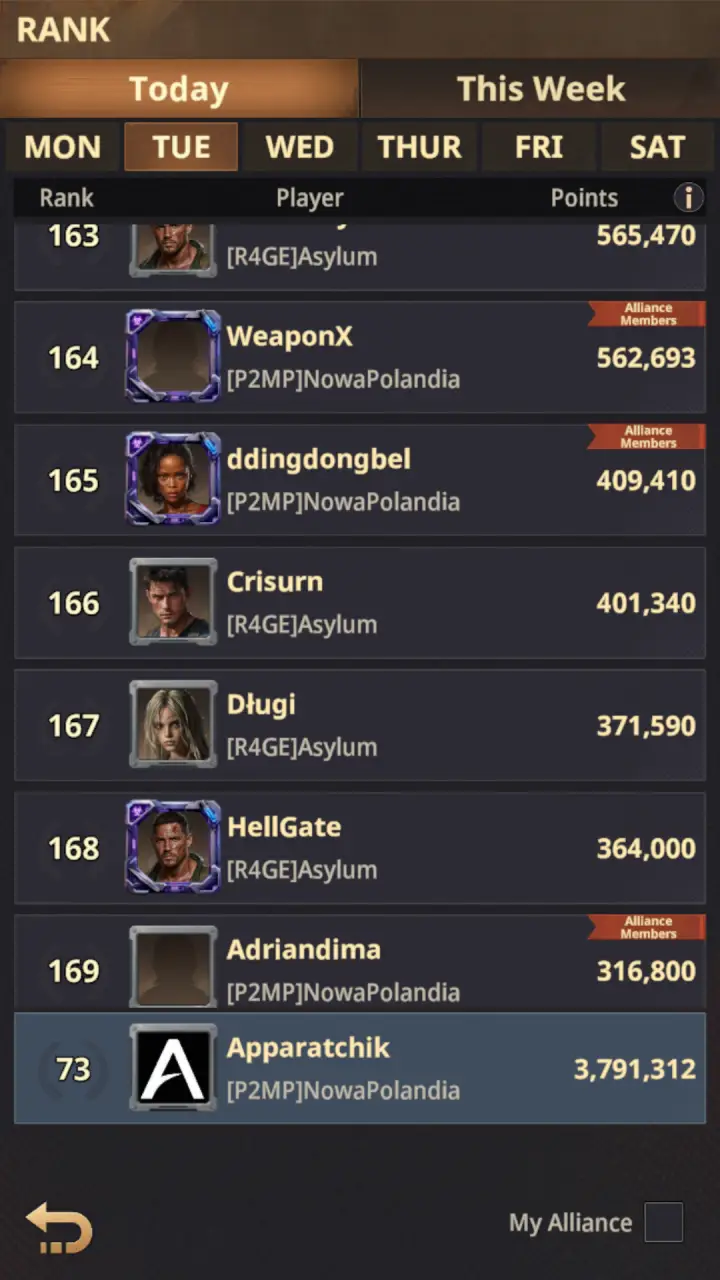 RANK
Today
This Week
MON
TUE
WED
THUR
FRI
SAT
Rank
Player
Points
163
[R4GE]Asylum
565,470
Alliance
Members
164
WeaponX
[P2MP]NowaPolandia
562,693
Alliance
Members
165
ddingdongbel
[P2MP]NowaPolandia
409,410
166
Crisurn
[R4GE]Asylum
401,340
167
Długi
[R4GE]Asylum
371,590
168
HellGate
[R4GE]Asylum
364,000
Alliance
Members
169
Adriandima
[P2MP]NowaPolandia
316,800
73
Apparatchik
[P2MP]NowaPolandia
3,791,312
My Alliance